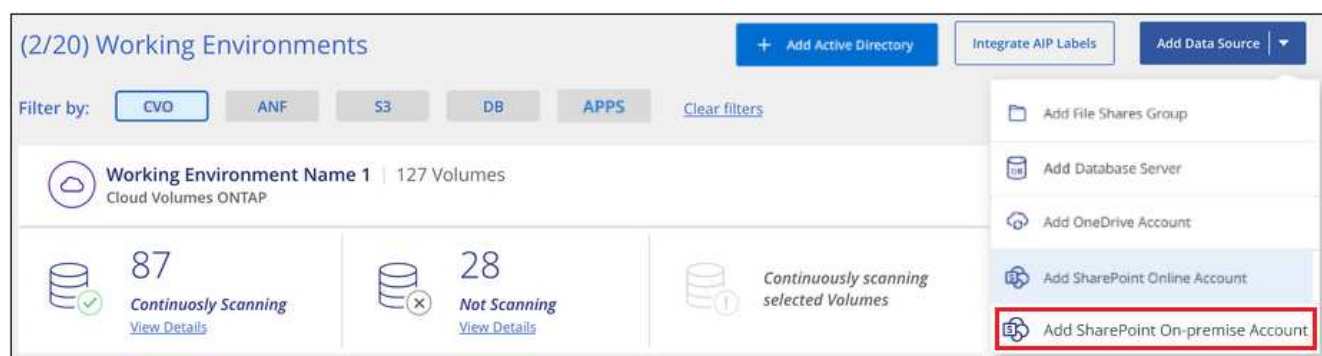 (2/20) Working Environments
+ Add Active Directory
Integrate AIP Labels
Add Data Source
Filter by:
CVO
ANF
S3
DB
APPS
Clear filters
Working Environment Name 1 | 127 Volumes
Cloud Volumes ONTAP
87
Continuosly Scanning
View Details
28
Not Scanning
View Details
Continuously scanning
selected Volumes
Add File Shares Group
DB
Add Database Server
Add OneDrive Account
S
Add SharePoint Online Account
S
Add SharePoint On-premise Account